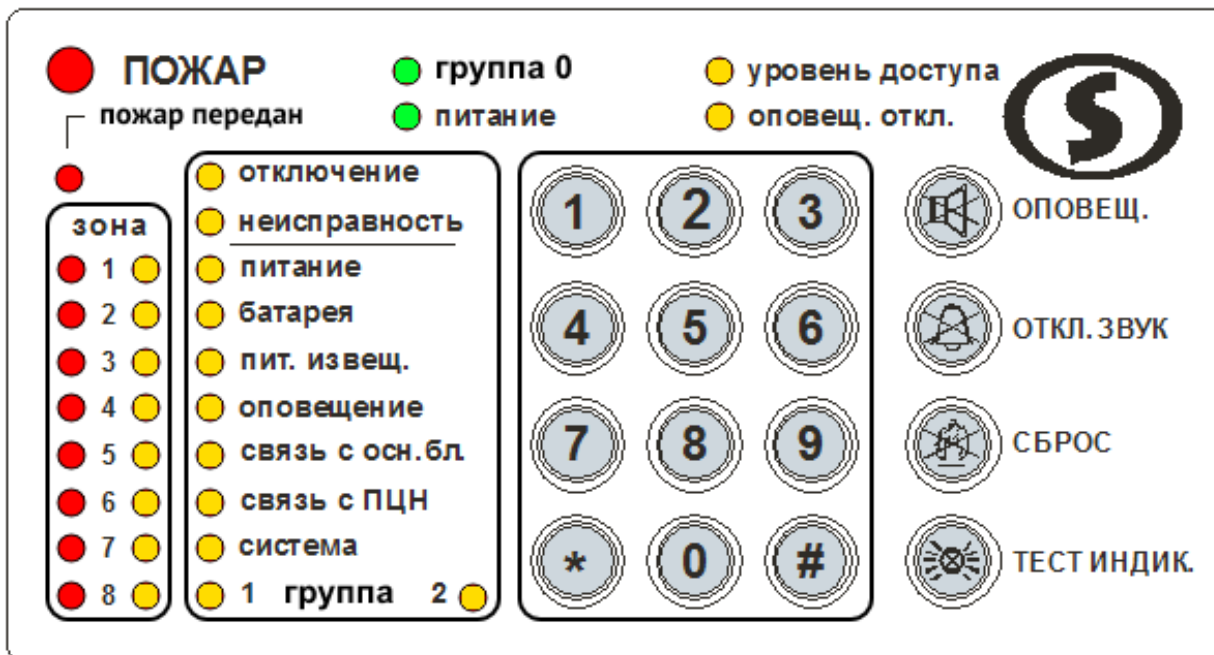 ПОЖАР
группа 0
уровень доступа
пожар передан
питание
оповещ. откл.
S
зона
1
2
3
4
5
6
7
8
отключение
неисправность
питание
батарея
пит. извещ.
оповещение
связь с осн.бл.
связь с ПЦН
система
1 группа 2
1 2 3
4 5 6
7 8 9
* 0 #
ОПОВЕЩ.
ОТКЛ. ЗВУК
СБРОС
ТЕСТ ИНДИК.